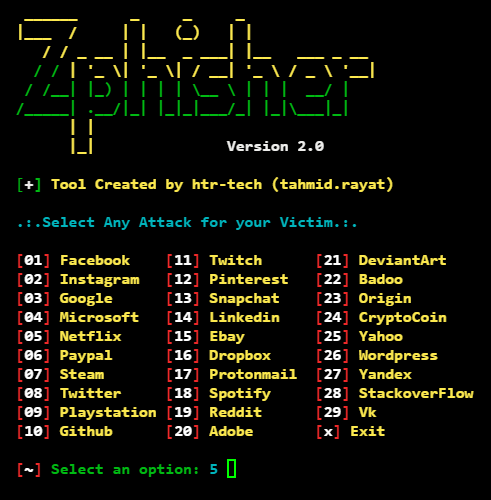 Zphisher
Version 2.0
[+] Tool Created by htr-tech (tahmid.rayat)
.:.Select Any Attack for your Victim.:.
[01] Facebook [11] Twitch [21] DeviantArt
[02] Instagram [12] Pinterest [22] Badoo
[03] Google [13] Snapchat [23] Origin
[04] Microsoft [14] Linkedin [24] CryptoCoin
[05] Netflix [15] Ebay [25] Yahoo
[06] Paypal [16] Dropbox [26] Wordpress
[07] Steam [17] Protonmail [27] Yandex
[08] Twitter [18] Spotify [28] StackoverFlow
[09] Playstation [19] Reddit [29] Vk
[10] Github [20] Adobe [x] Exit
[~] Select an option: 5